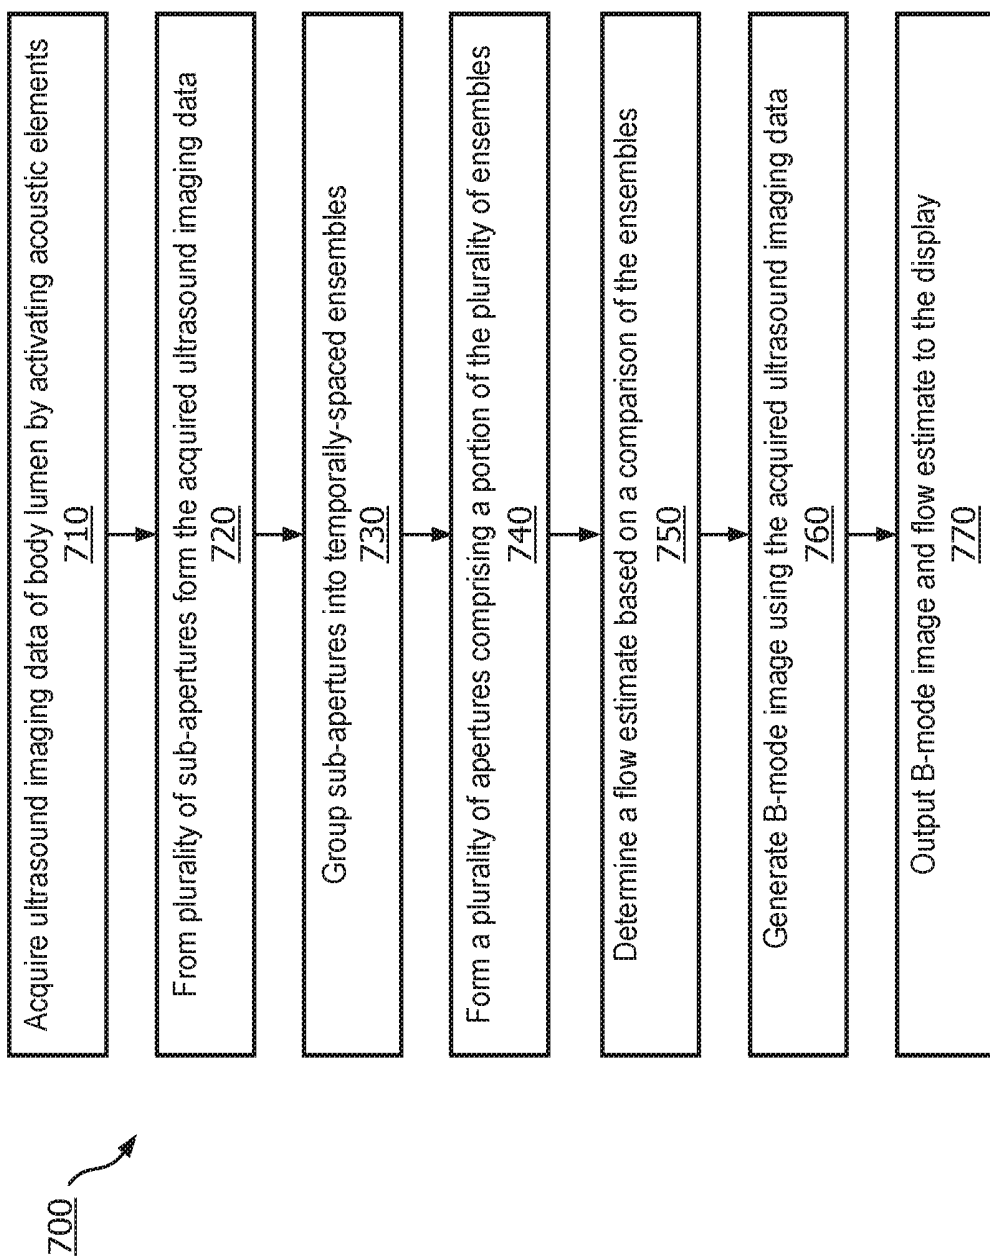 700
Acquire ultrasound imaging data of body lumen by activating acoustic elements
710
From plurality of sub-apertures form the acquired ultrasound imaging data
720
Group sub-apertures into temporally-spaced ensembles
730
Form a plurality of apertures comprising a portion of the plurality of ensembles
740
Determine a flow estimate based on a comparison of the ensembles
750
Generate B-mode image using the acquired ultrasound imaging data
760
Output B-mode image and flow estimate to the display
770